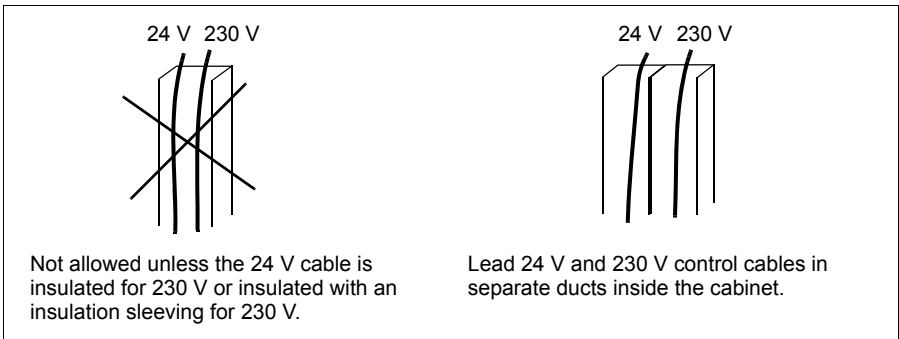 24 V 230 V
Not allowed unless the 24 V cable is
insulated for 230 V or insulated with an
insulation sleeving for 230 V.
24 V 230 V
Lead 24 V and 230 V control cables in
separate ducts inside the cabinet.